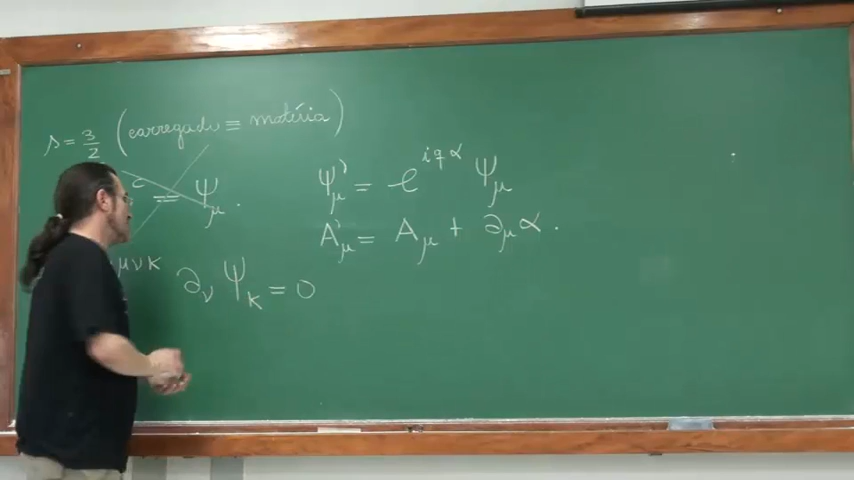 s = 3/2 (carregado ≡ matéria)
= ψ_μ .
ψ'_μ = e^{iqα} ψ_μ
A'_μ = A_μ + ∂_μ α .
μνκ ∂_ν ψ_κ = 0